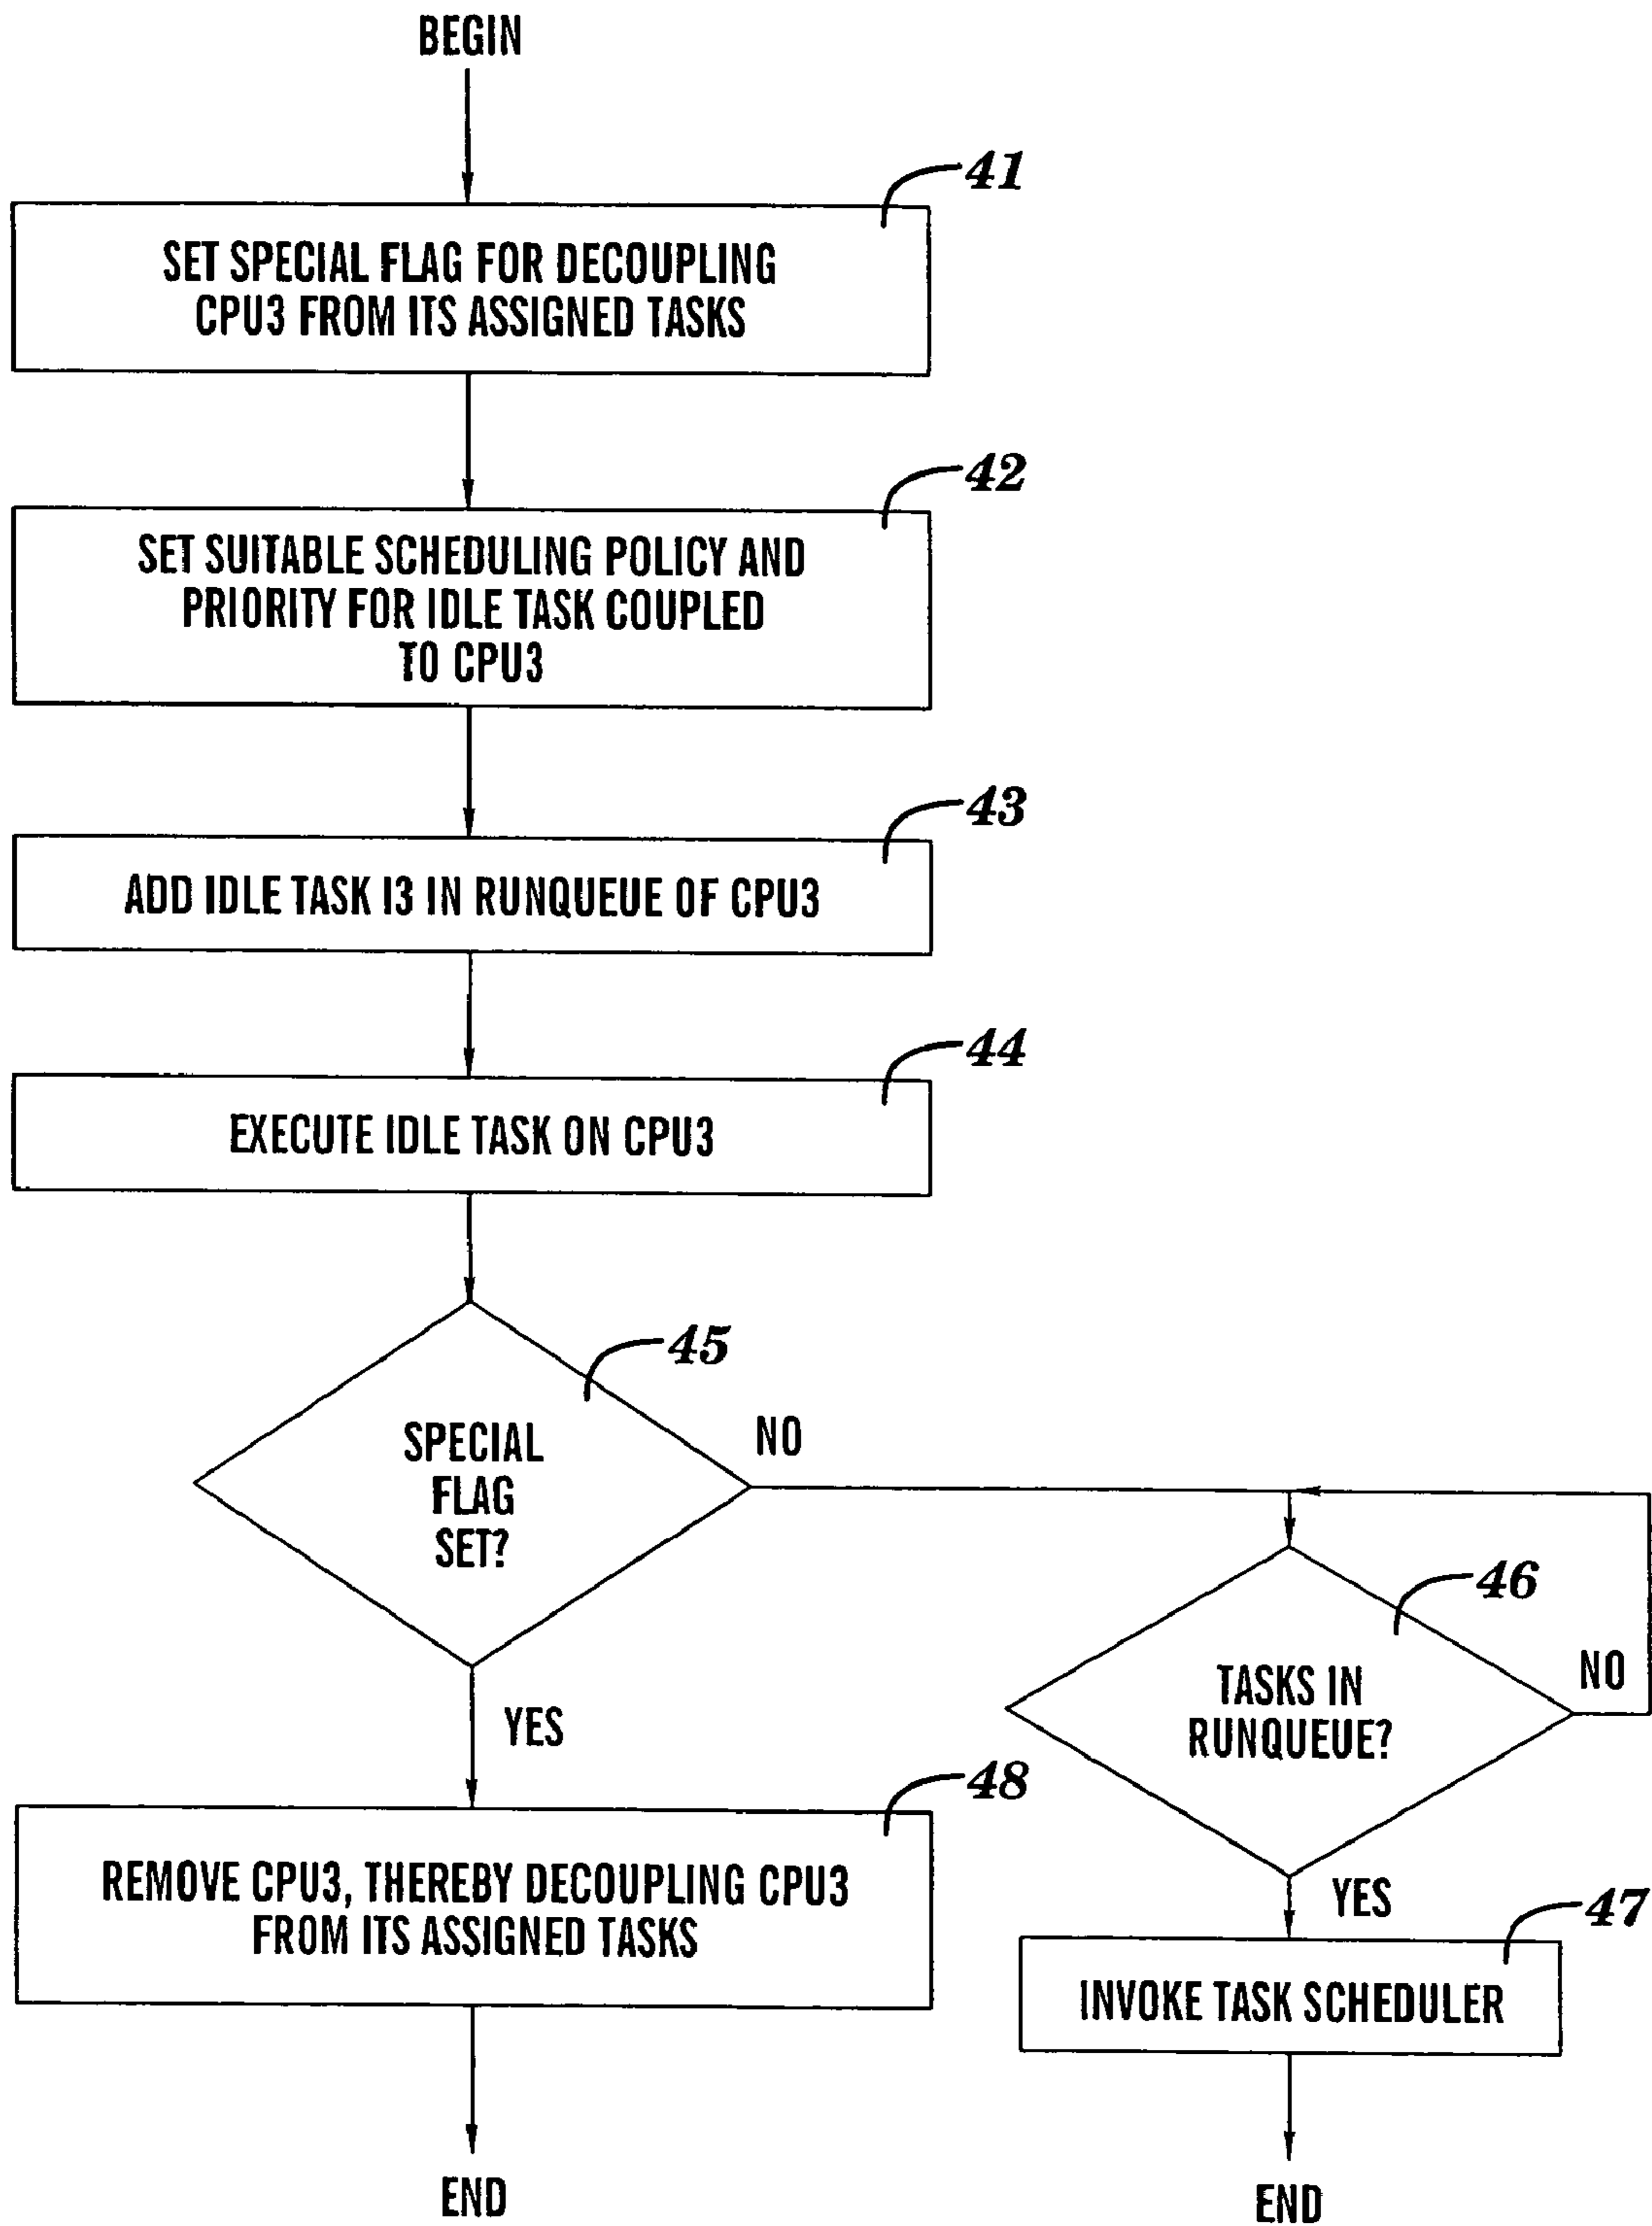 BEGIN
41
SET SPECIAL FLAG FOR DECOUPLING
CPU3 FROM ITS ASSIGNED TASKS
42
SET SUITABLE SCHEDULING POLICY AND
PRIORITY FOR IDLE TASK COUPLED
TO CPU3
43
ADD IDLE TASK I3 IN RUNQUEUE OF CPU3
44
EXECUTE IDLE TASK ON CPU3
45
SPECIAL
FLAG
SET?
NO
46
TASKS IN
RUNQUEUE?
NO
YES
48
REMOVE CPU3, THEREBY DECOUPLING CPU3
FROM ITS ASSIGNED TASKS
YES
47
INVOKE TASK SCHEDULER
END
END